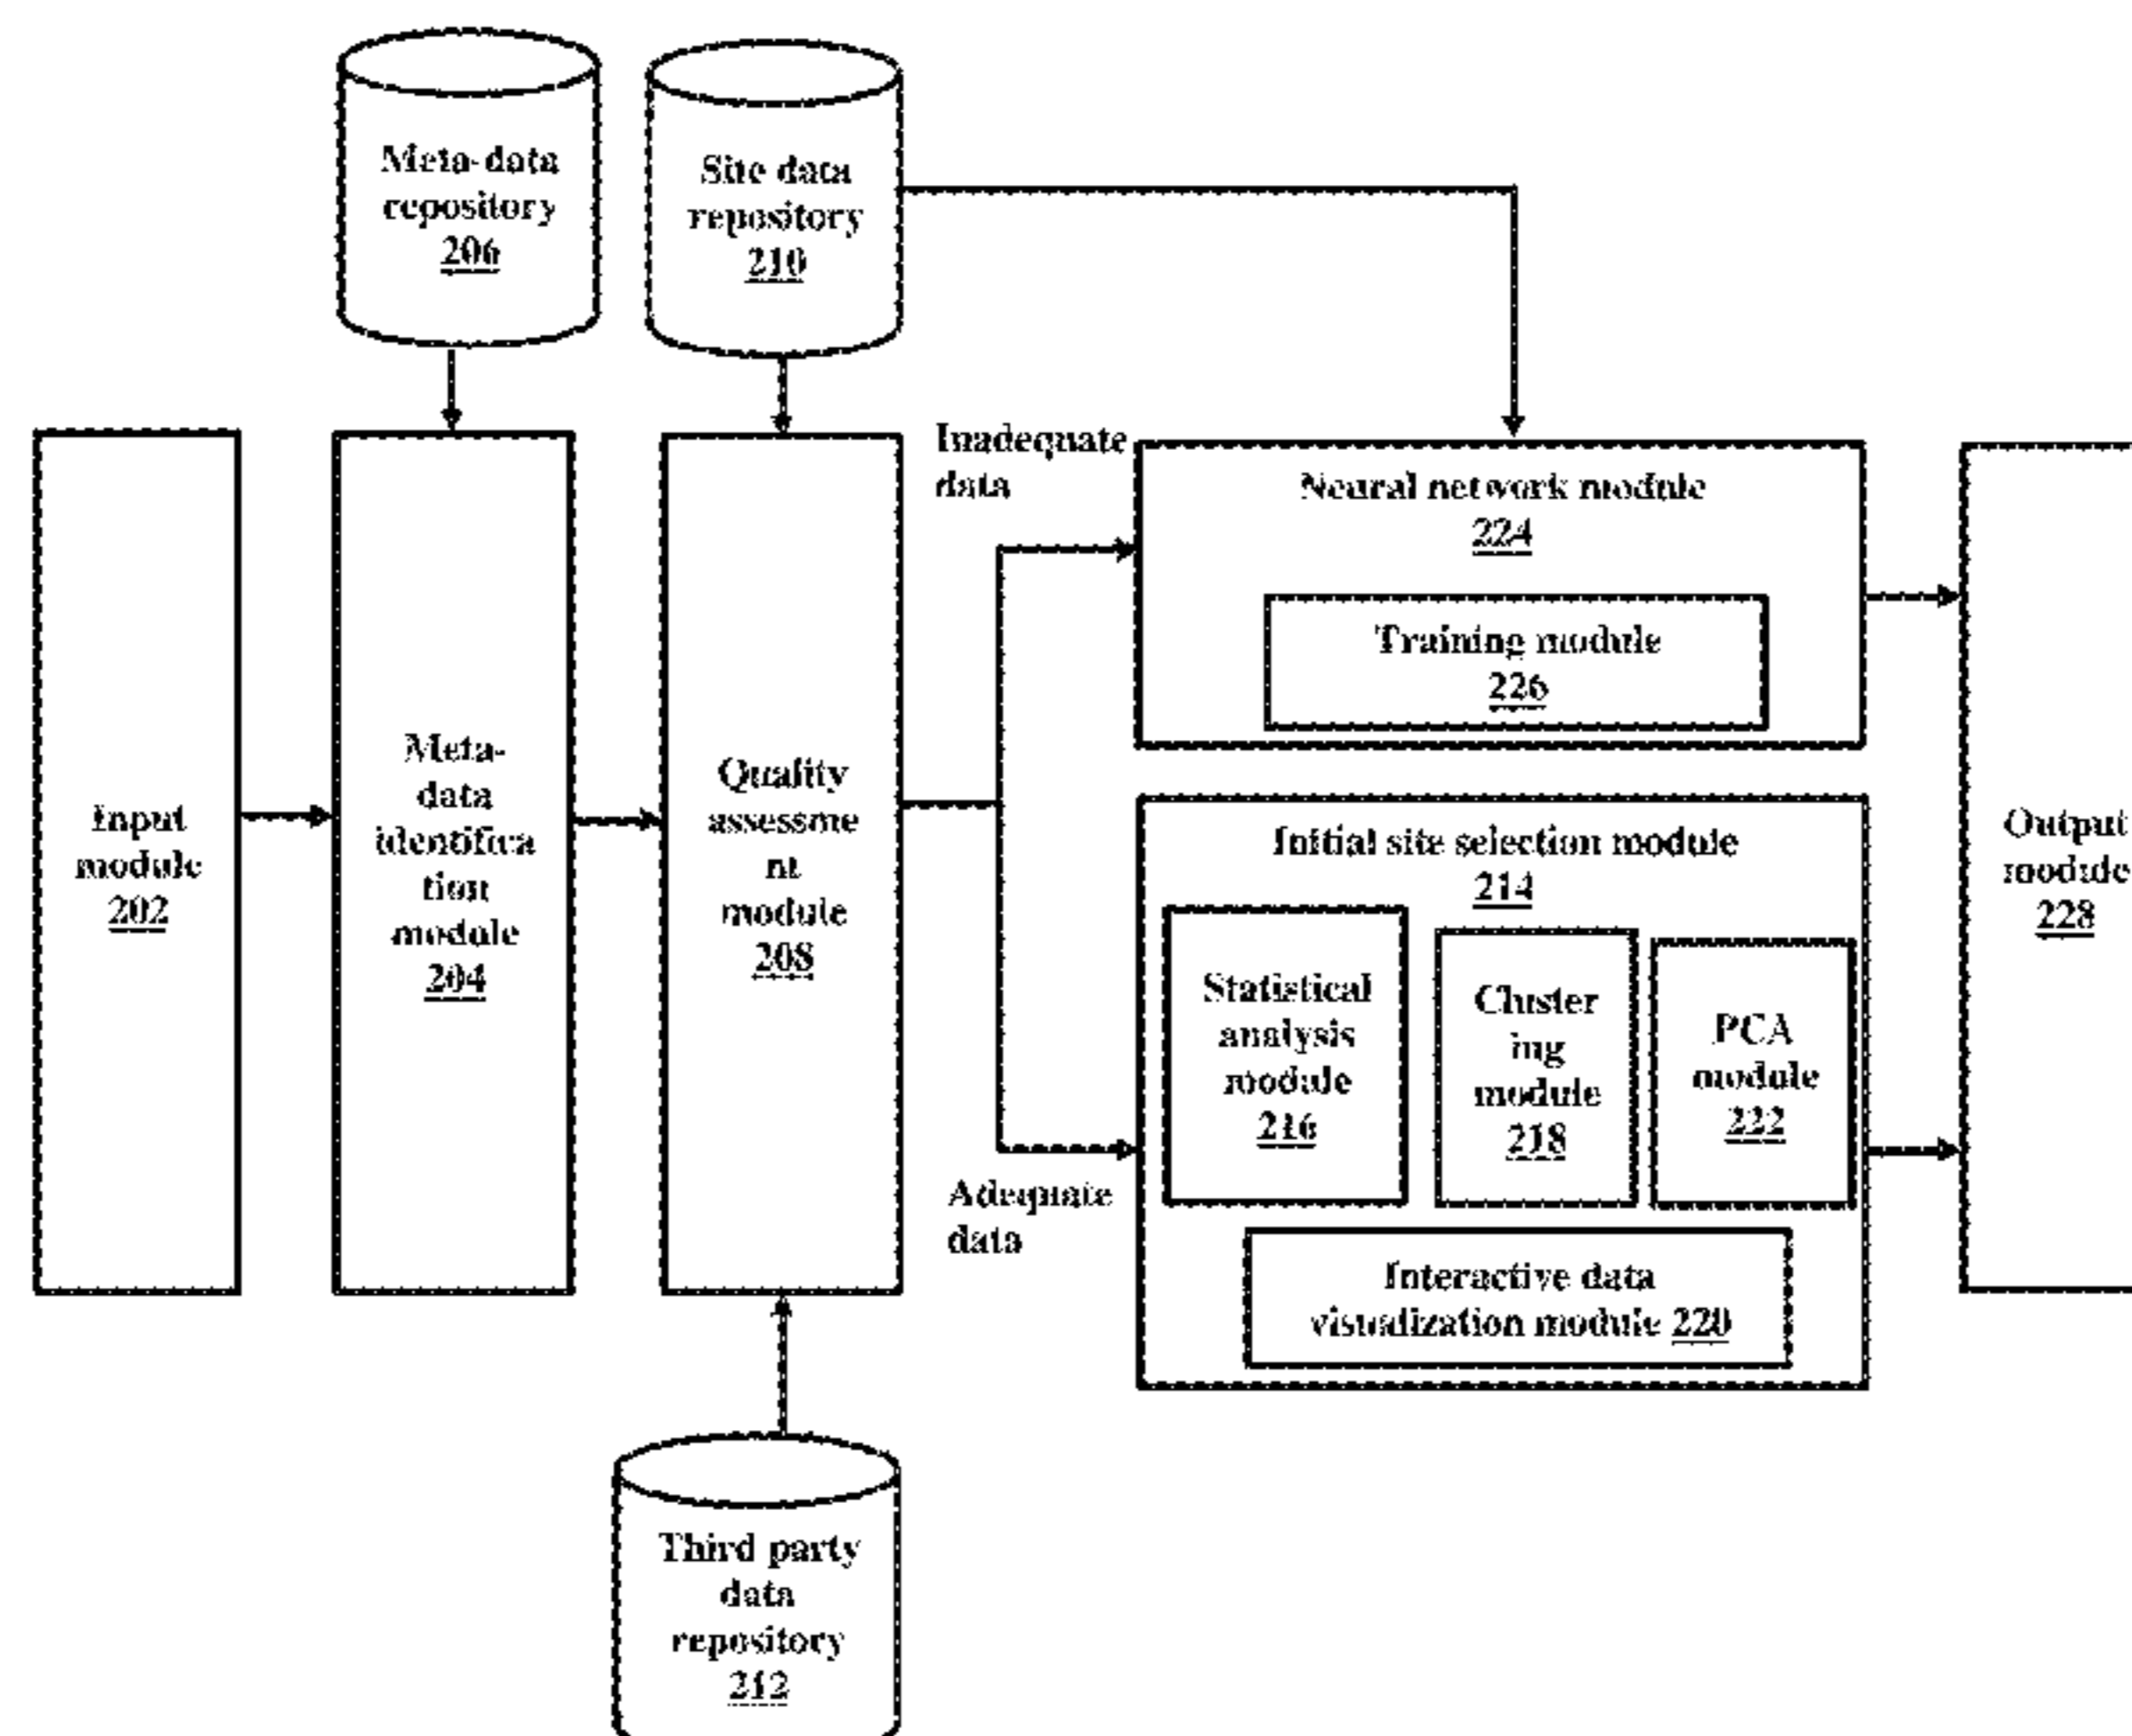 Meta-data
repository
206
Site data
repository
210
Input
module
202
Meta-
data
identifica
tion
module
204
Quality
assessme
nt
module
208
Inadequate
data
Adequate
data
Neural network module
224
Training module
226
Initial site selection module
214
Statistical
analysis
module
216
Cluster
ing
module
218
PCA
module
222
Interactive data
visualization module 220
Output
module
228
Third party
data
repository
212